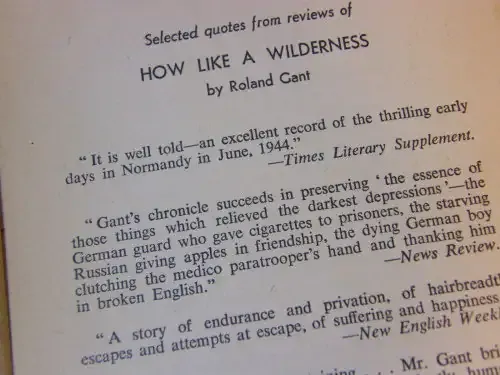 Selected quotes from reviews of
HOW LIKE A WILDERNESS
by Roland Gant
" It is well told—an excellent record of the thrilling early
days in Normandy in June, 1944."
—Times Literary Supplement.
" Gant's chronicle succeeds in preserving ' the essence of
those things which relieved the darkest depressions '—the
German guard who gave cigarettes to prisoners, the starving
Russian giving apples in friendship, the dying German boy
clutching the medico paratrooper's hand and thanking him
in broken English."
—News Review.
" A story of endurance and privation, of hairbreadth
escapes and attempts at escape, of suffering and happiness
—New English Weekl
Mr. Gant bri